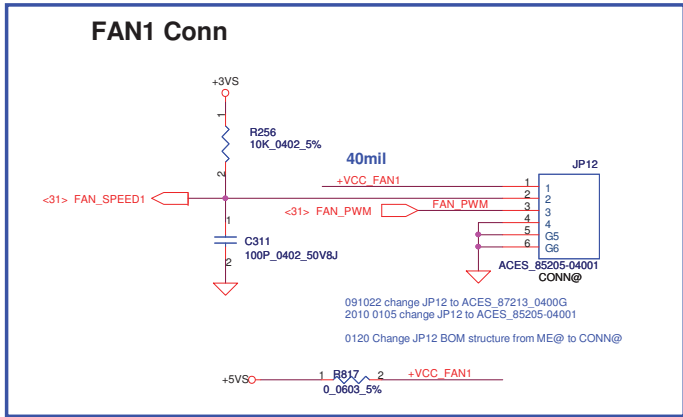 FAN1 Conn
+3VS
1
R256
10K_0402_5%
2
40mil
JP12
+VCC_FAN1
1 1
<31> FAN_SPEED1
2 2
<31> FAN_PWM
FAN_PWM
3 3
4 4
5 G5
6 G6
1
C311
100P_0402_50V8J
2
ACES_85205-04001
CONN@
091022 change JP12 to ACES_87213_0400G
2010 0105 change JP12 to ACES_85205-04001
0120 Change JP12 BOM structure from ME@ to CONN@
+5VS
1 R817 2
+VCC_FAN1
0_0603_5%